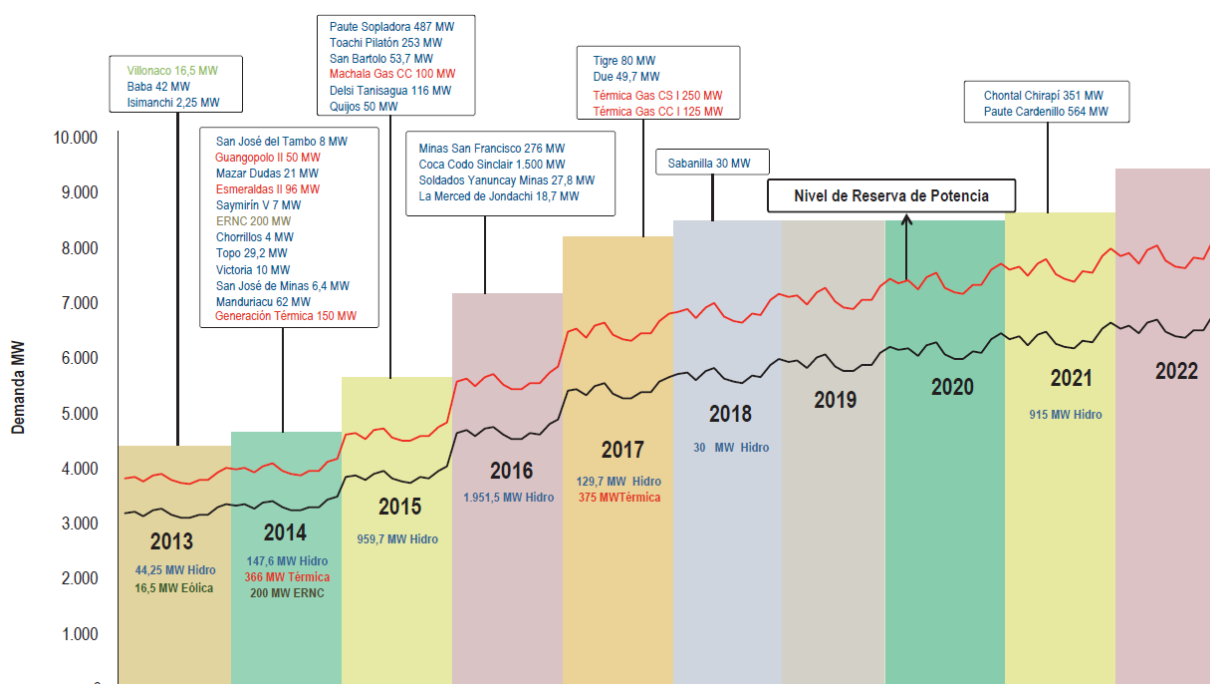 Paute Sopladora 487 MW
Toachi Pilatón 253 MW
San Bartolo 53,7 MW
Machala Gas CC 100 MW
Delsi Tanisagua 116 MW
Quijos 50 MW
Villonaco 16,5 MW
Baba 42 MW
Isimanchi 2,25 MW
Tigre 80 MW
Due 49,7 MW
Térmica Gas CS I 250 MW
Térmica Gas CC I 125 MW
Chontal Chirapí 351 MW
Paute Cardenillo 564 MW
San José del Tambo 8 MW
Guangopolo II 50 MW
Mazar Dudas 21 MW
Esmeraldas II 96 MW
Saymirín V 7 MW
ERNC 200 MW
Chorrillos 4 MW
Topo 29,2 MW
Victoria 10 MW
San José de Minas 6,4 MW
Manduriacu 62 MW
Generación Térmica 150 MW
Minas San Francisco 276 MW
Coca Codo Sinclair 1.500 MW
Soldados Yanuncay Minas 27,8 MW
La Merced de Jondachi 18,7 MW
Sabanilla 30 MW
Nivel de Reserva de Potencia
Demanda MW
10.000
9.000
8.000
7.000
6.000
5.000
4.000
3.000
2.000
1.000
2013
44,25 MW Hidro
16,5 MW Eólica
2014
147,6 MW Hidro
366 MW Térmica
200 MW ERNC
2015
959,7 MW Hidro
2016
1.951,5 MW Hidro
2017
129,7 MW Hidro
375 MWTérmica
2018
30 MW Hidro
2019
2020
2021
915 MW Hidro
2022